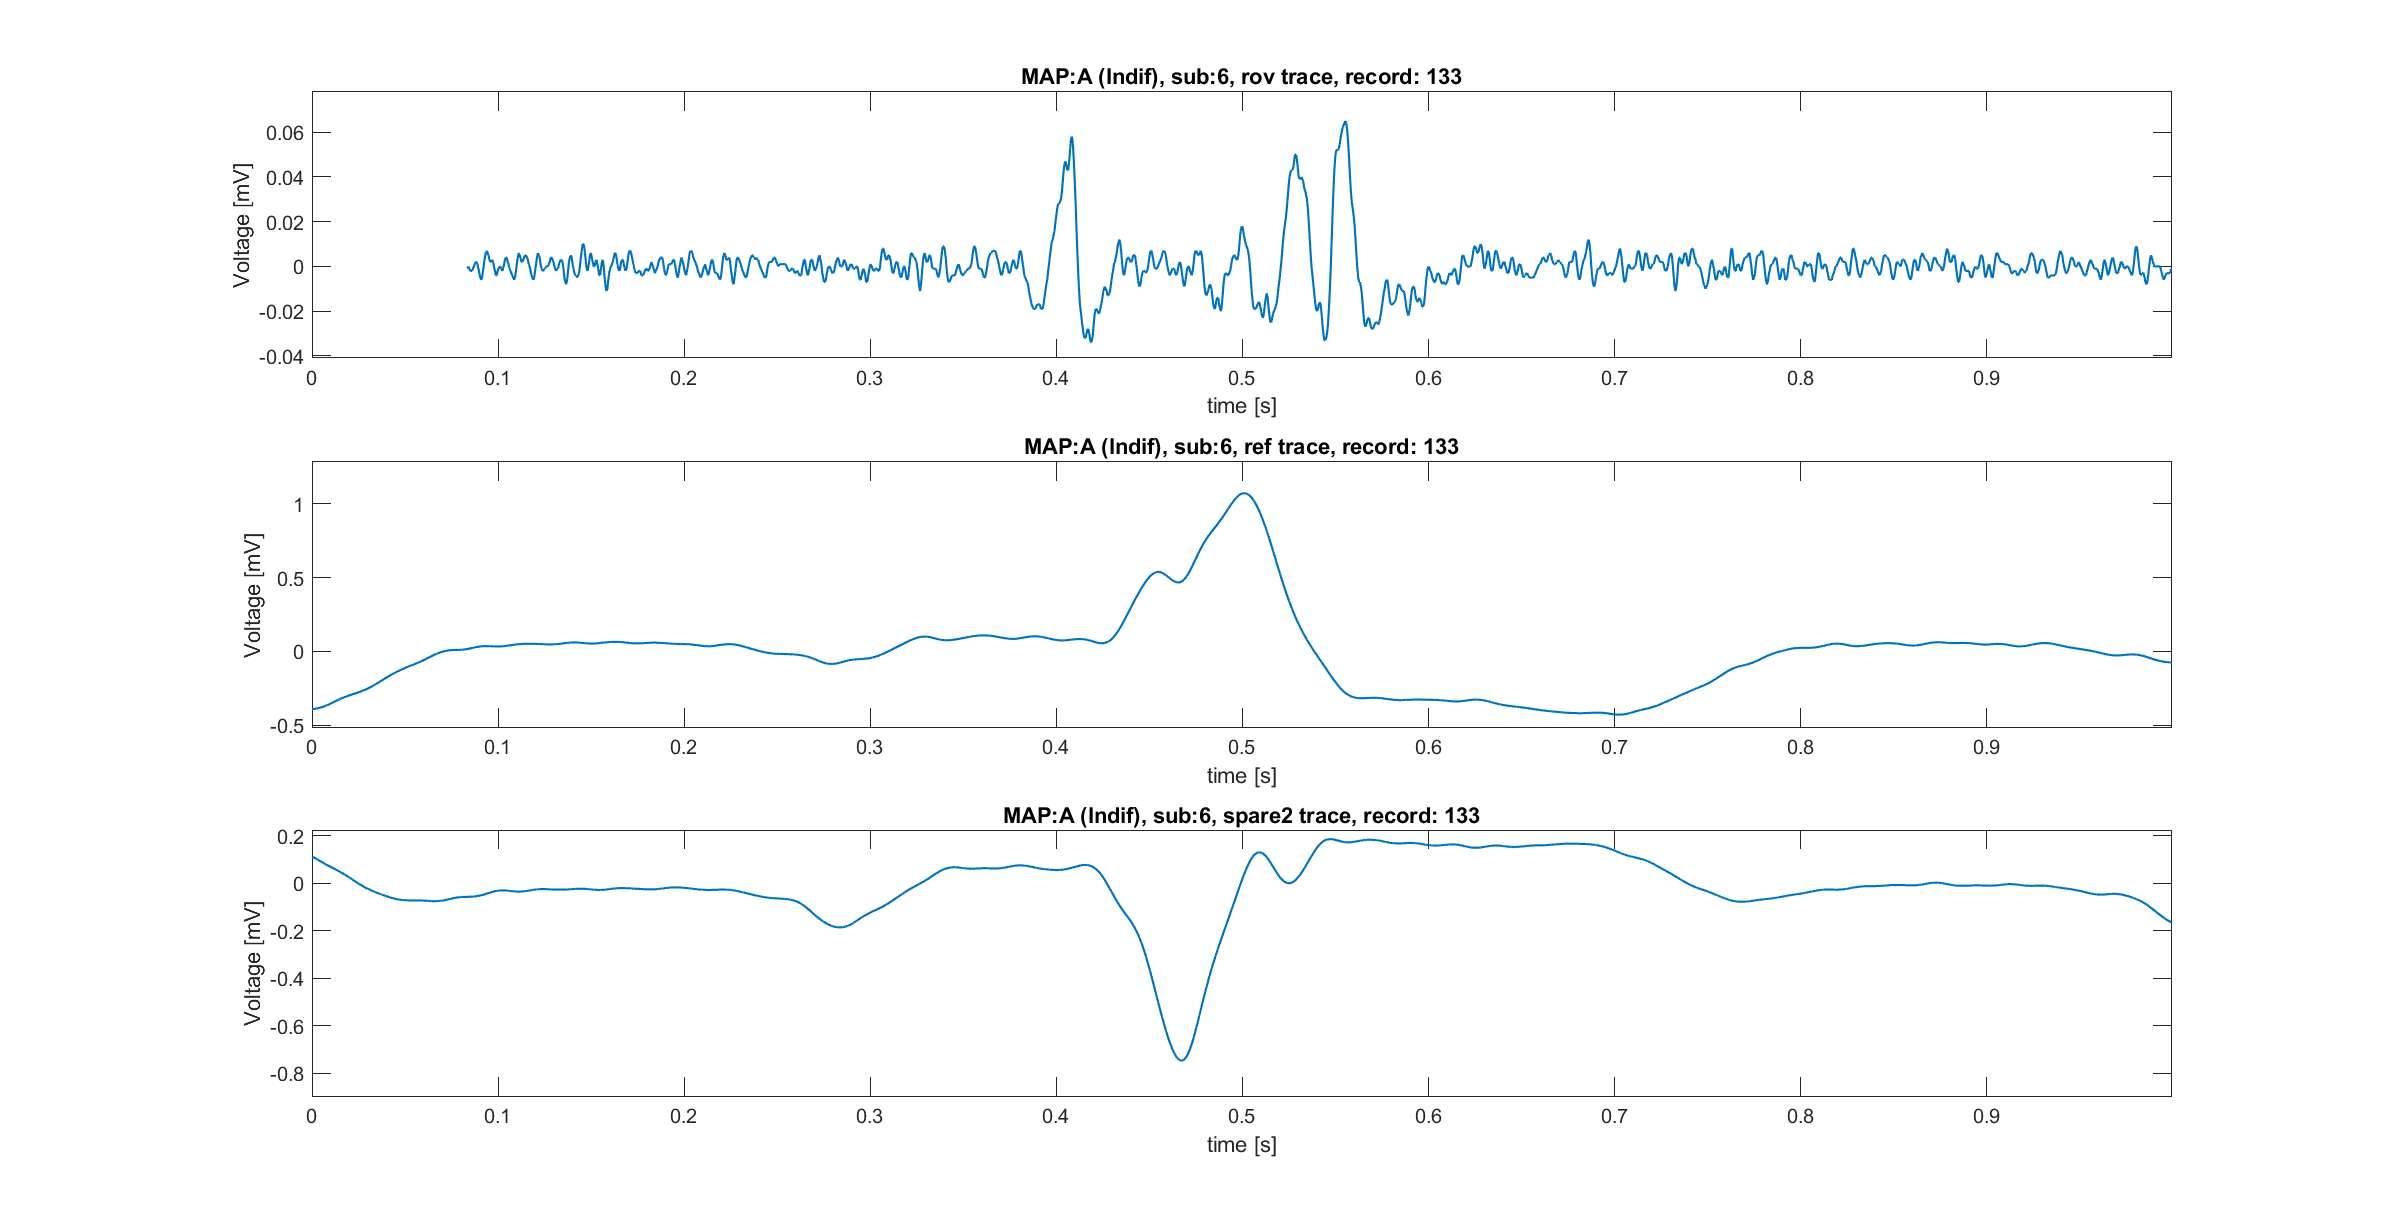 MAP:A (Indif), sub:6, rov trace, record: 133
Voltage [mV]
0.06
0.04
0.02
0
-0.02
-0.04
0 0.1 0.2 0.3 0.4 0.5 0.6 0.7 0.8 0.9
time [s]
MAP:A (Indif), sub:6, ref trace, record: 133
Voltage [mV]
1
0.5
0
-0.5
0 0.1 0.2 0.3 0.4 0.5 0.6 0.7 0.8 0.9
time [s]
MAP:A (Indif), sub:6, spare2 trace, record: 133
Voltage [mV]
0.2
0
-0.2
-0.4
-0.6
-0.8
0 0.1 0.2 0.3 0.4 0.5 0.6 0.7 0.8 0.9
time [s]